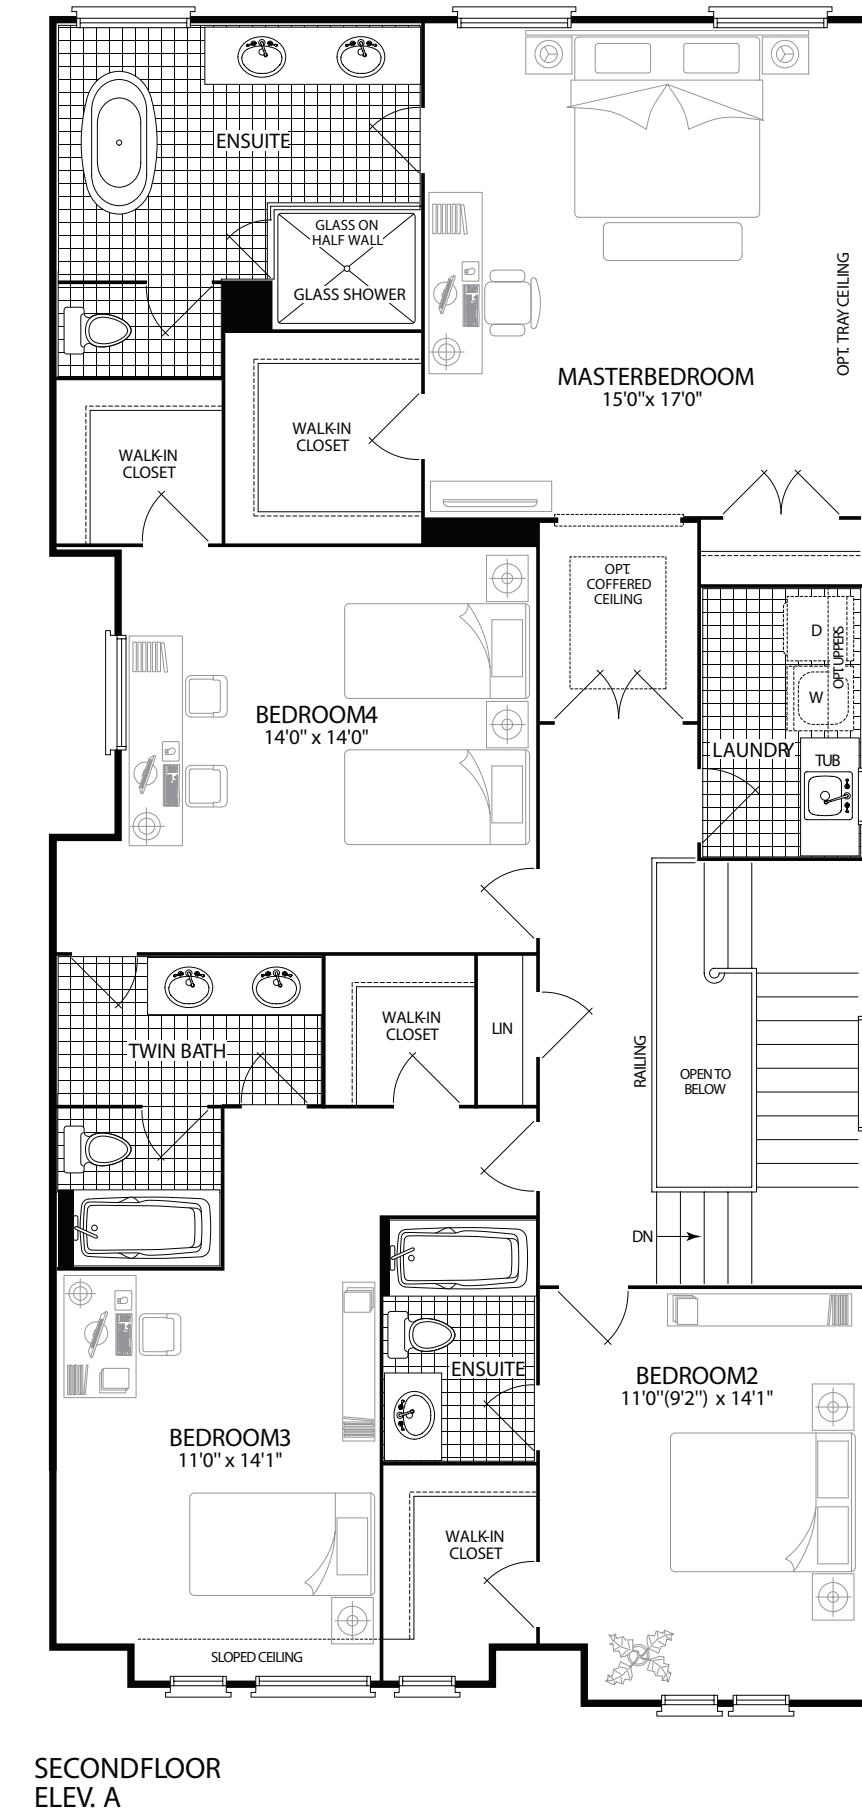 ENSUITE
GLASS ON
HALF WALL
GLASS SHOWER
OPT. TRAY CEILING
MASTERBEDROOM
15'0"x 17'0"
WALK-IN
CLOSET
WALK-IN
CLOSET
OPT.
COFFERED
CEILING
D
OPT UPPERS
W
BEDROOM4
14'0" x 14'0"
LAUNDRY
TUB
TWIN BATH
WALK-IN
CLOSET
LIN
RAILING
OPEN TO
BELOW
DN
ENSUITE
BEDROOM2
11'0"(9'2") x 14'1"
BEDROOM3
11'0" x 14'1"
WALK-IN
CLOSET
SLOPED CEILING
SECONDFLOOR
ELEV. A